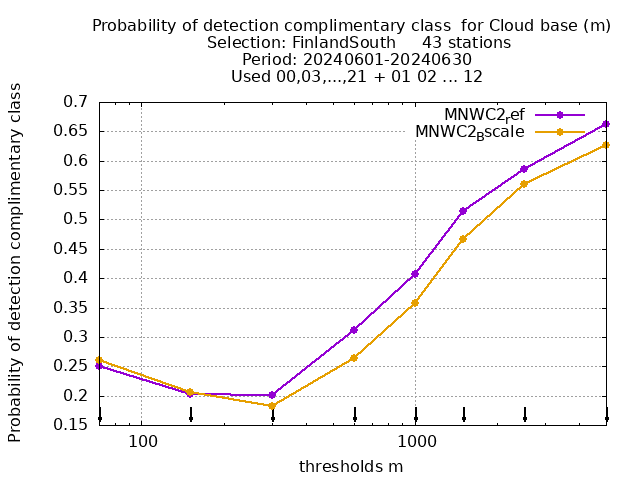 Probability of detection complimentary class  for Cloud base (m)
Selection: FinlandSouth     43 stations
Period: 20240601-20240630
Used 00,03,...,21 + 01 02 ... 12
Probability of detection complimentary class
MNWC2ref
MNWC2Bscale
0.7
0.65
0.6
0.55
0.5
0.45
0.4
0.35
0.3
0.25
0.2
0.15
100
1000
thresholds m